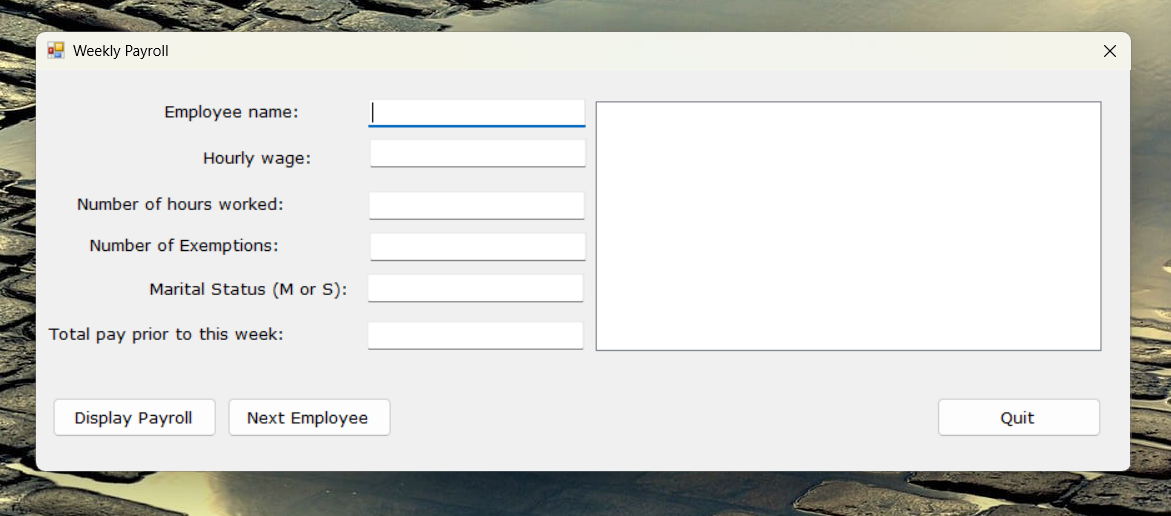 Weekly Payroll
Employee name:
Hourly wage:
Number of hours worked:
Number of Exemptions:
Marital Status (M or S):
Total pay prior to this week:
Display Payroll
Next Employee
Quit